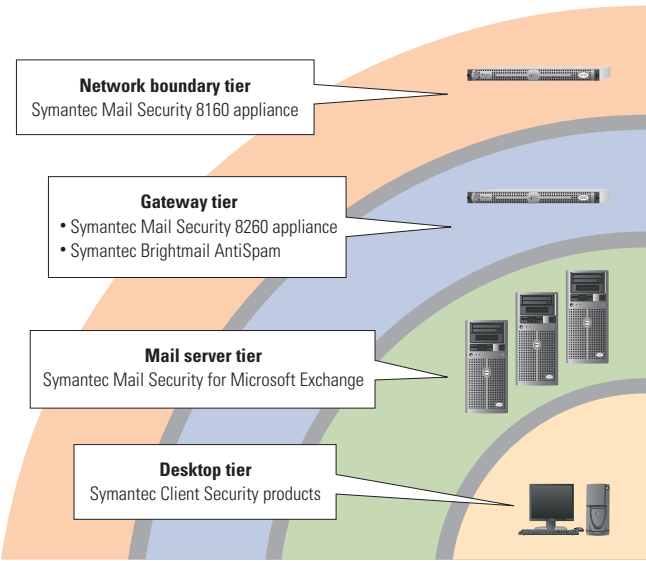 Network boundary tier
Symantec Mail Security 8160 appliance
Gateway tier
• Symantec Mail Security 8260 appliance
• Symantec Brightmail AntiSpam
Mail server tier
Symantec Mail Security for Microsoft Exchange
Desktop tier
Symantec Client Security products